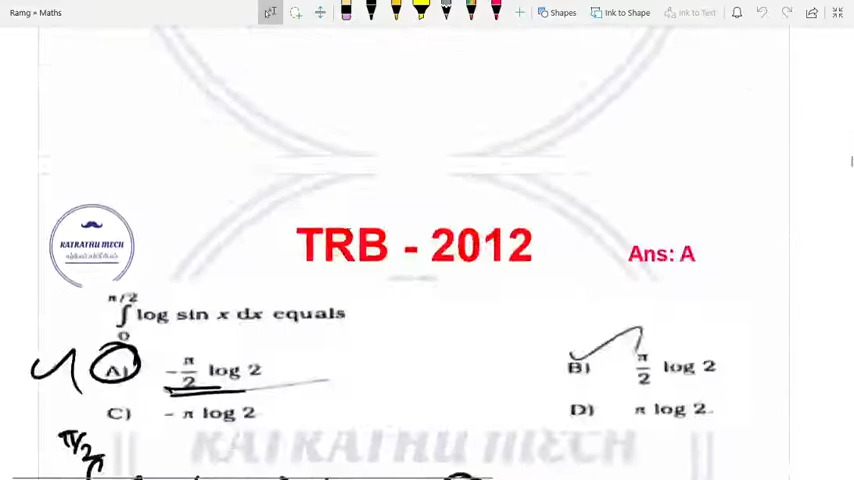 Ramg = Maths
Shapes
Ink to Shape
Ink to Text
KATRATHU MECH
TRB - 2012
Ans: A
π/2
∫ log sin x dx equals
0
A) -π/2 log 2
B) π/2 log 2
C) - π log 2
D) π log 2.
π/2
KATRATHU MECH